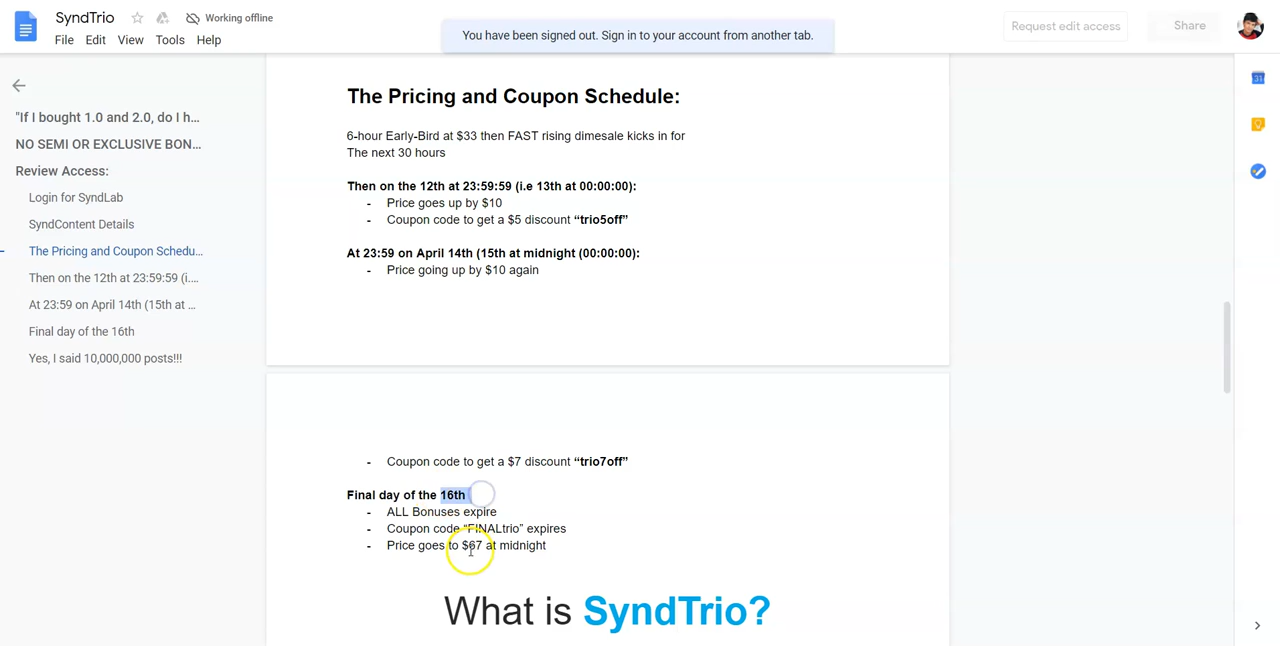 SyndTrio
Working offline
File Edit View Tools Help
You have been signed out. Sign in to your account from another tab.
Request edit access
Share
"If I bought 1.0 and 2.0, do I h...
NO SEMI OR EXCLUSIVE BON...
Review Access:
Login for SyndLab
SyndContent Details
The Pricing and Coupon Schedu...
Then on the 12th at 23:59:59 (i....
At 23:59 on April 14th (15th at ...
Final day of the 16th
Yes, I said 10,000,000 posts!!!
The Pricing and Coupon Schedule:
6-hour Early-Bird at $33 then FAST rising dimesale kicks in for
The next 30 hours
Then on the 12th at 23:59:59 (i.e 13th at 00:00:00):
- Price goes up by $10
- Coupon code to get a $5 discount “trio5off”
At 23:59 on April 14th (15th at midnight (00:00:00):
- Price going up by $10 again
- Coupon code to get a $7 discount “trio7off”
Final day of the 16th
- ALL Bonuses expire
- Coupon code “FINALtrio” expires
- Price goes to $67 at midnight
What is SyndTrio?
31